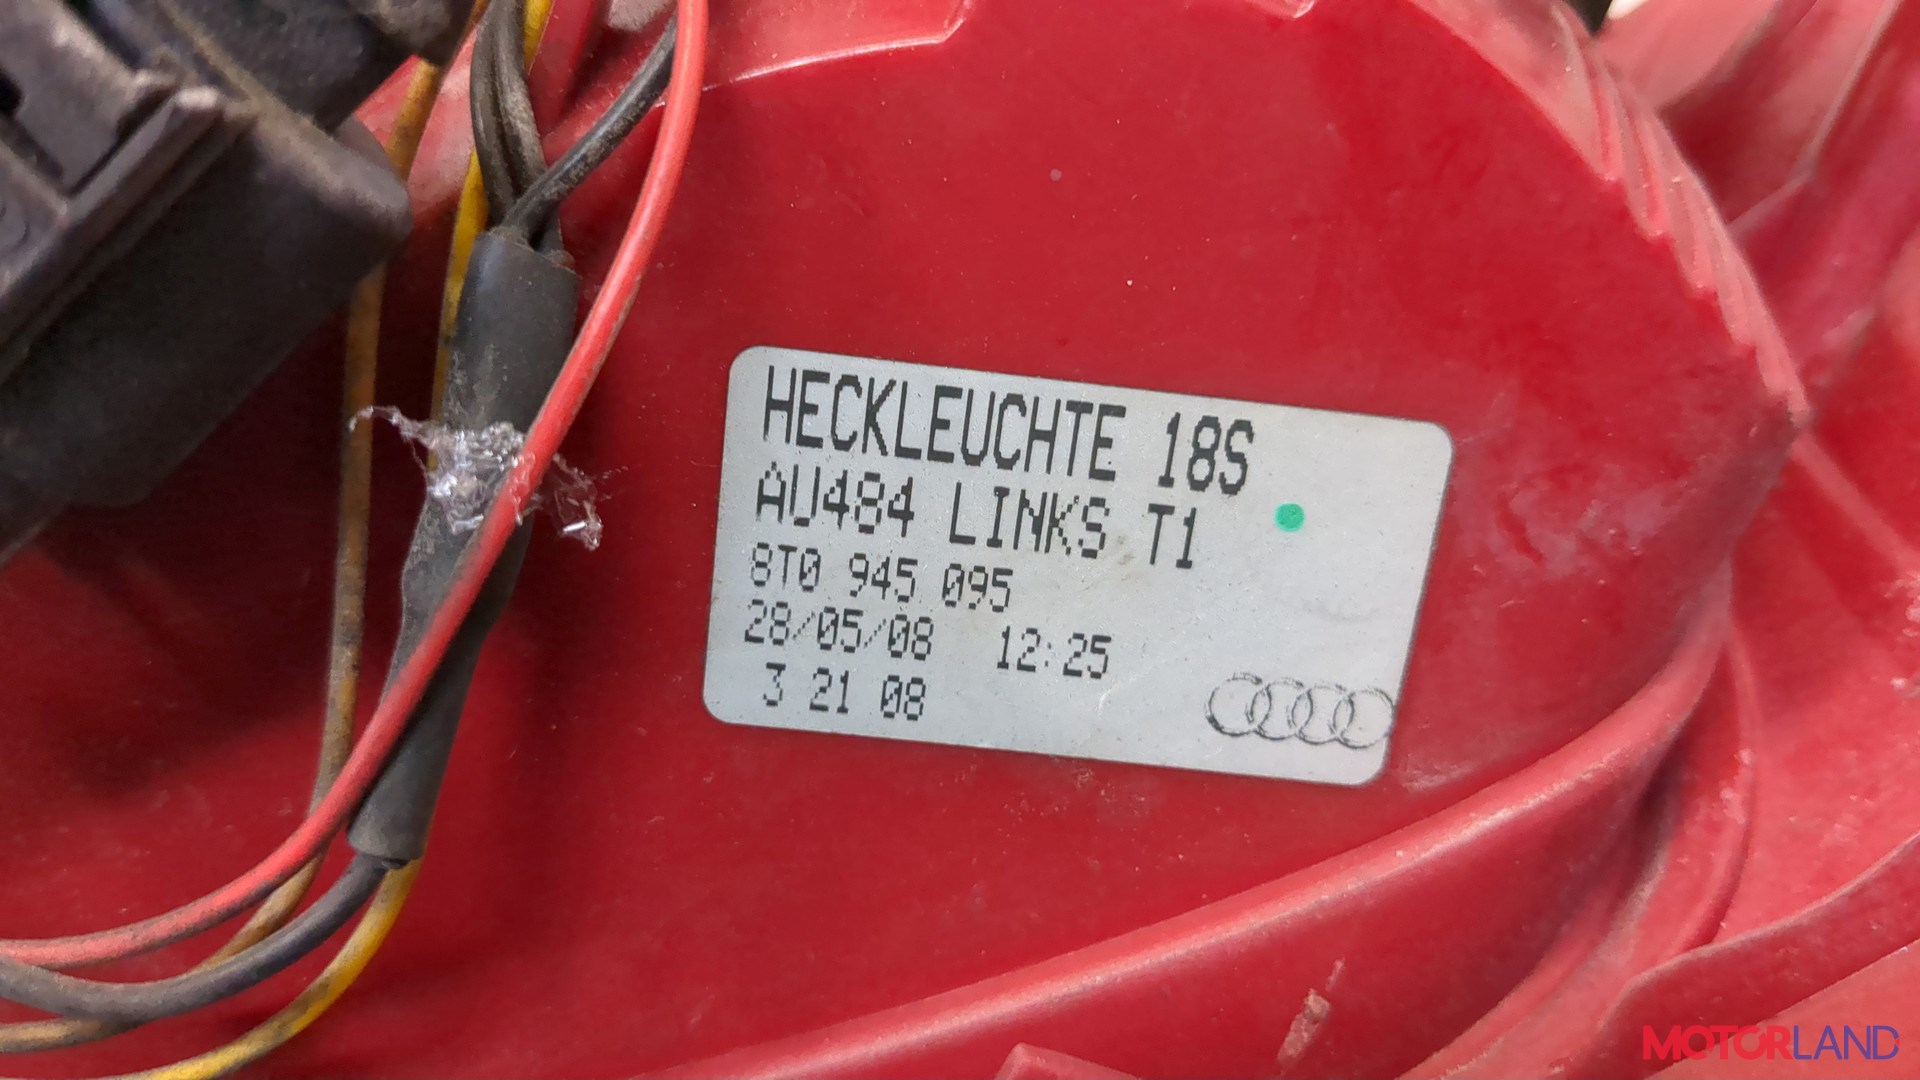 HECKLEUCHTE 18S
AU484 LINKS T1
8T0 945 095
28/05/08 12:25
3 21 08
MOTORLAND